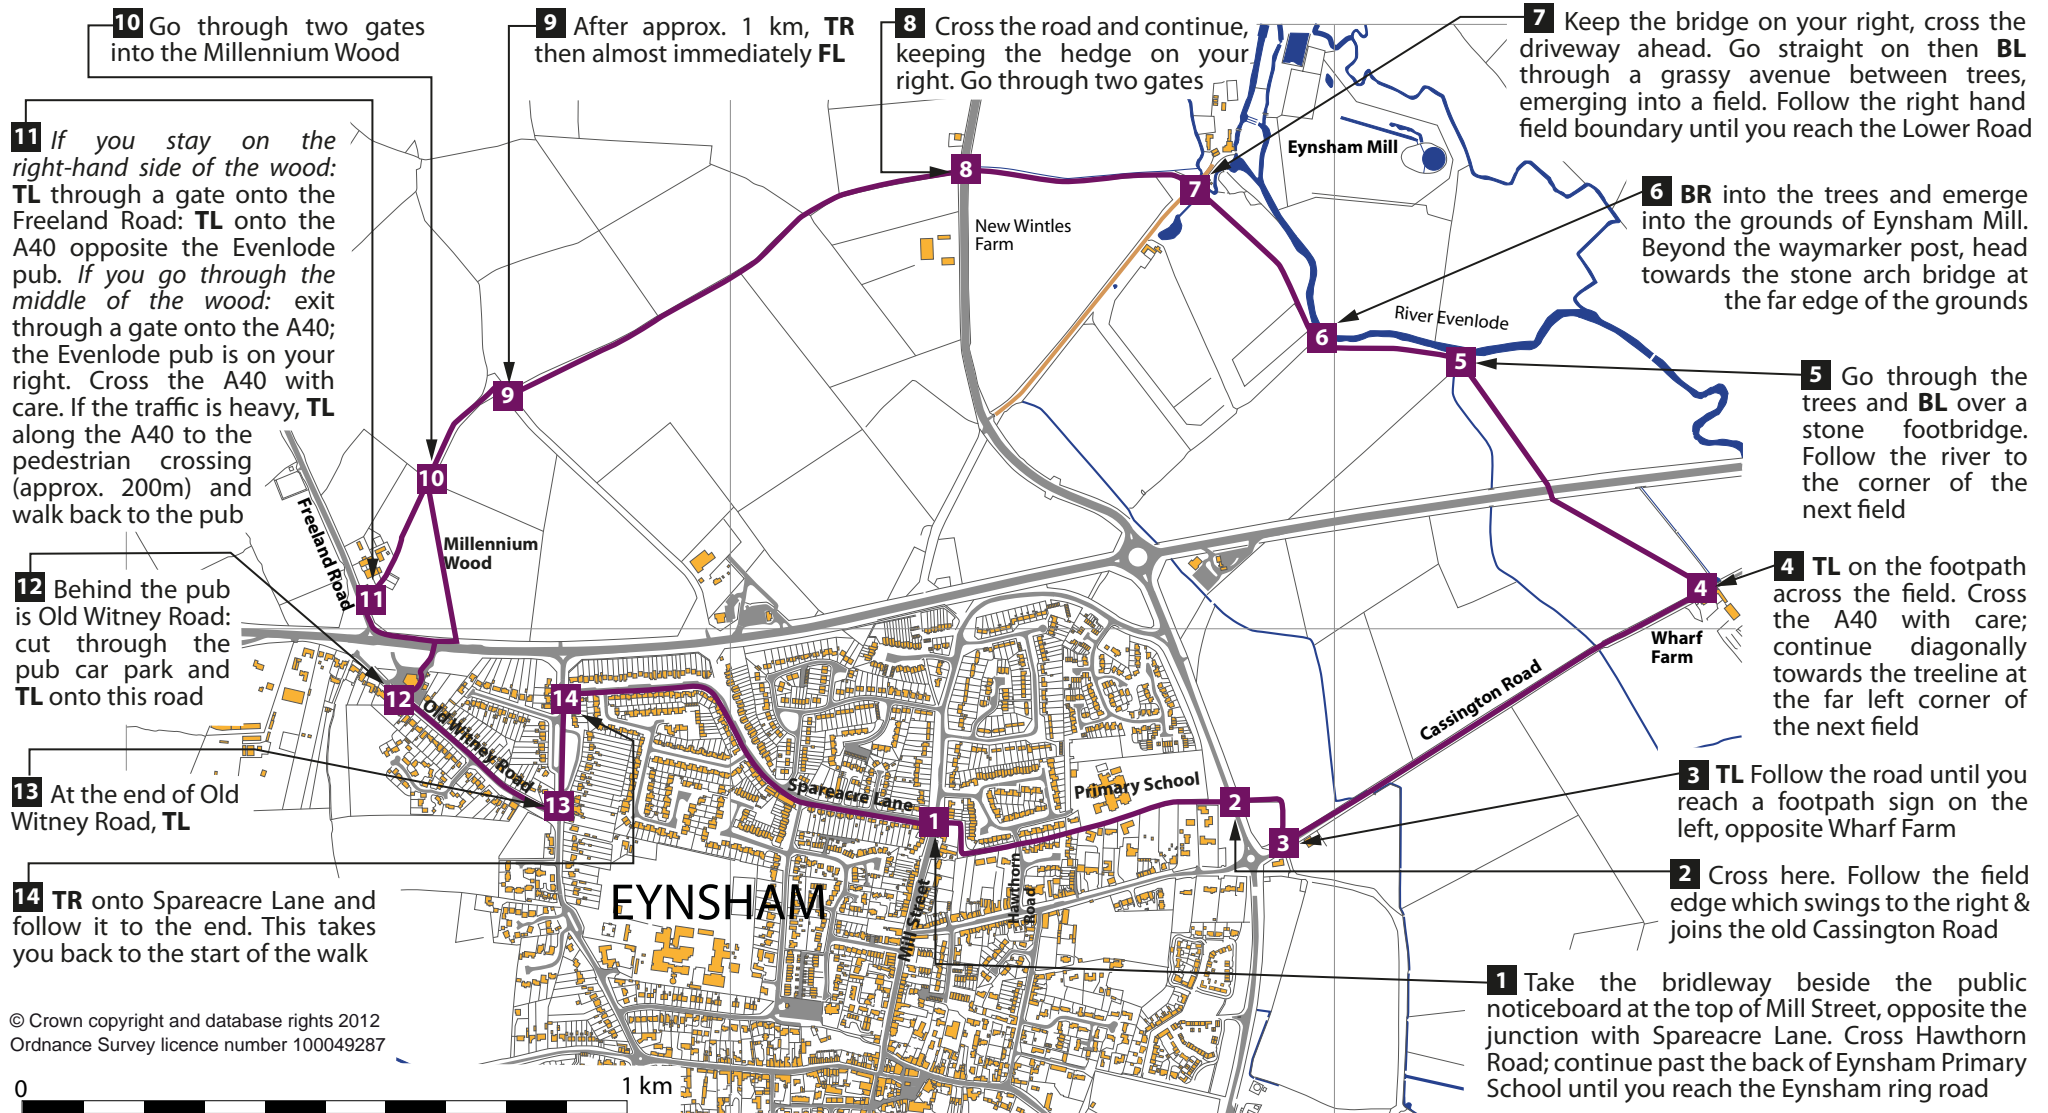 10 Go through two gates
into the Millennium Wood
9 After approx. 1 km, TR
then almost immediately FL
8 Cross the road and continue,
keeping the hedge on your
right. Go through two gates
7 Keep the bridge on your right, cross the
driveway ahead. Go straight on then BL
through a grassy avenue between trees,
emerging into a field. Follow the right hand
field boundary until you reach the Lower Road
11 If you stay on the
right-hand side of the wood:
TL through a gate onto the
Freeland Road: TL onto the
A40 opposite the Evenlode
pub. If you go through the
middle of the wood: exit
through a gate onto the A40;
the Evenlode pub is on your
right. Cross the A40 with
care. If the traffic is heavy, TL
along the A40 to the
pedestrian crossing
(approx. 200m) and
walk back to the pub
6 BR into the trees and emerge
into the grounds of Eynsham Mill.
Beyond the waymarker post, head
towards the stone arch bridge at
the far edge of the grounds
5 Go through the
trees and BL over a
stone footbridge.
Follow the river to
the corner of the
next field
12 Behind the pub
is Old Witney Road:
cut through the
pub car park and
TL onto this road
4 TL on the footpath
across the field. Cross
the A40 with care;
continue diagonally
towards the treeline at
the far left corner of
the next field
13 At the end of Old
Witney Road, TL
3 TL Follow the road until you
reach a footpath sign on the
left, opposite Wharf Farm
14 TR onto Spareacre Lane and
follow it to the end. This takes
you back to the start of the walk
2 Cross here. Follow the field
edge which swings to the right &
joins the old Cassington Road
1 Take the bridleway beside the public
noticeboard at the top of Mill Street, opposite the
junction with Spareacre Lane. Cross Hawthorn
Road; continue past the back of Eynsham Primary
School until you reach the Eynsham ring road
Eynsham Mill
8
7
New Wintles
Farm
River Evenlode
6
5
9
10
Freeland Road
Millennium
Wood
11
4
Wharf
Farm
Cassington Road
12
14
Old Witney Road
13
Spareacre Lane
1
Primary School
2
3
EYNSHAM
Mill Street
Hawthorn
Road
© Crown copyright and database rights 2012
Ordnance Survey licence number 100049287
0
1 km